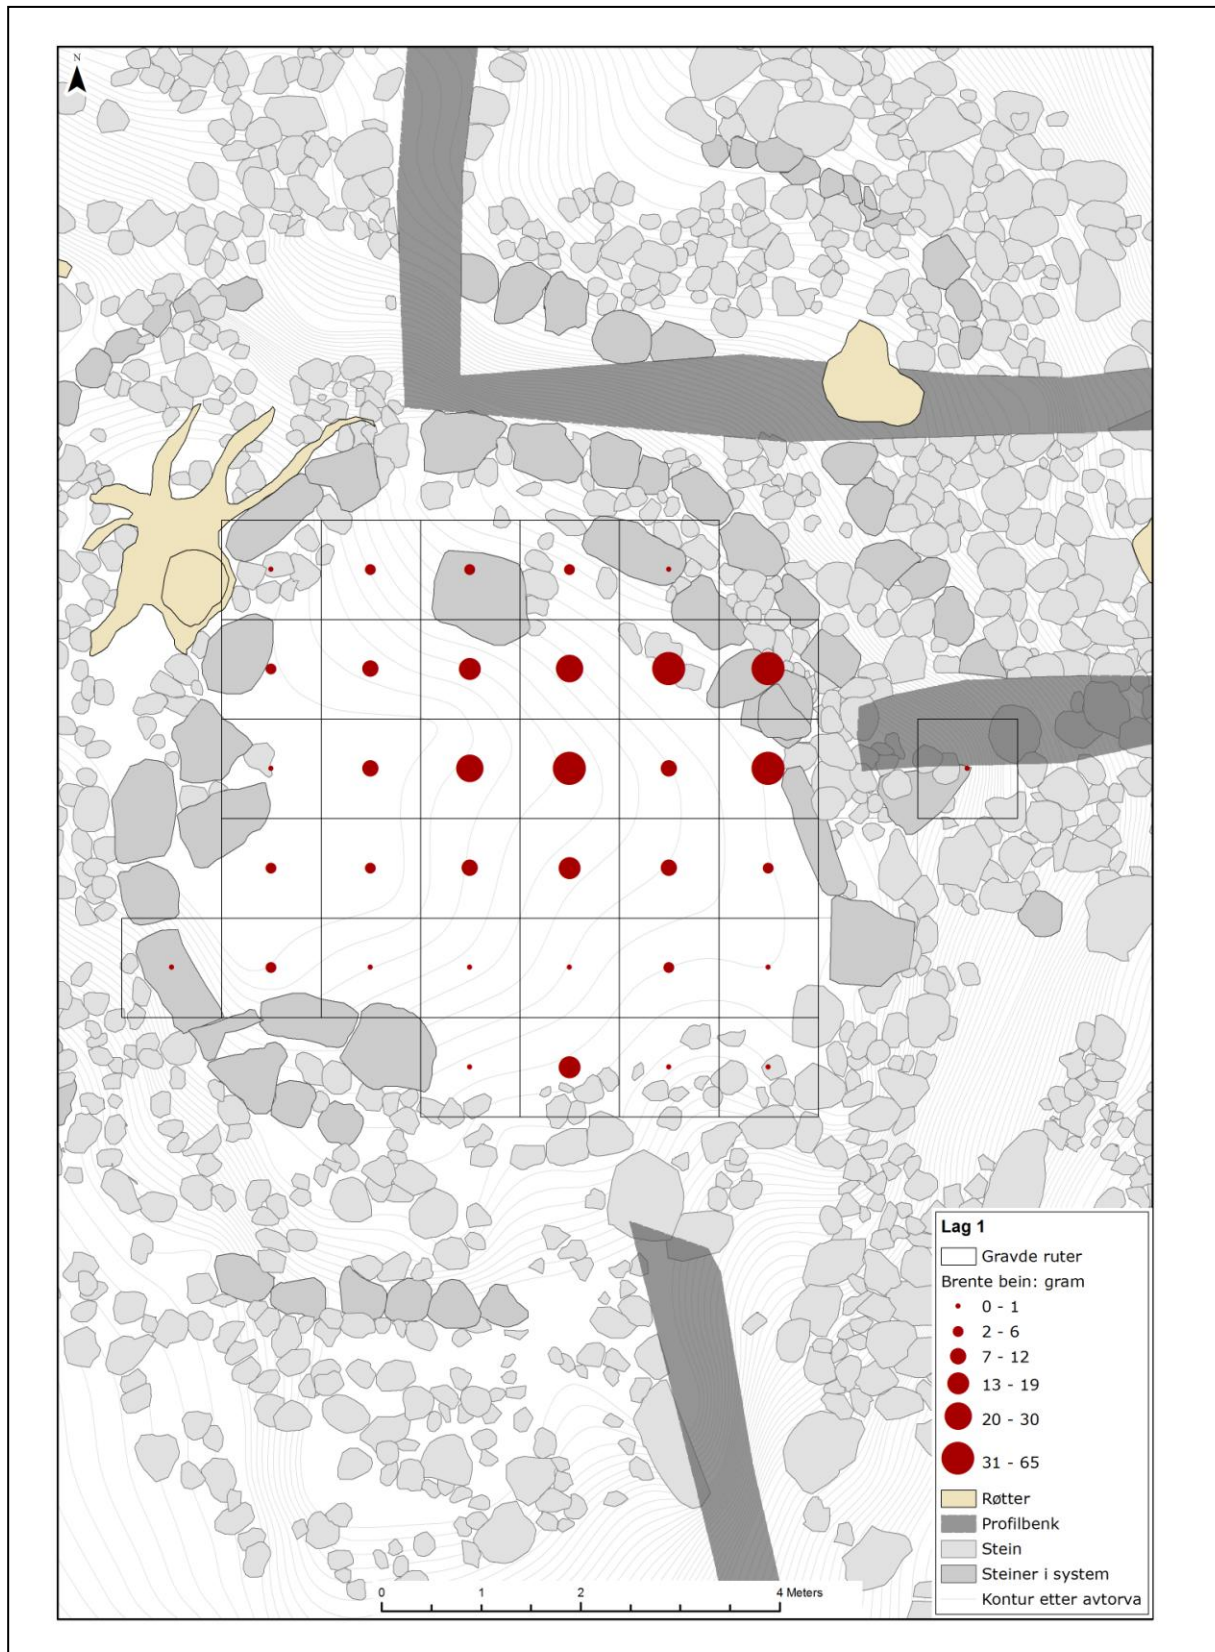 N
Lag 1
Gravde ruter
Brente bein: gram
0 - 1
2 - 6
7 - 12
13 - 19
20 - 30
31 - 65
Røtter
Profilbenk
Stein
Steiner i system
Kontur etter avtorva
0 1 2 4 Meters